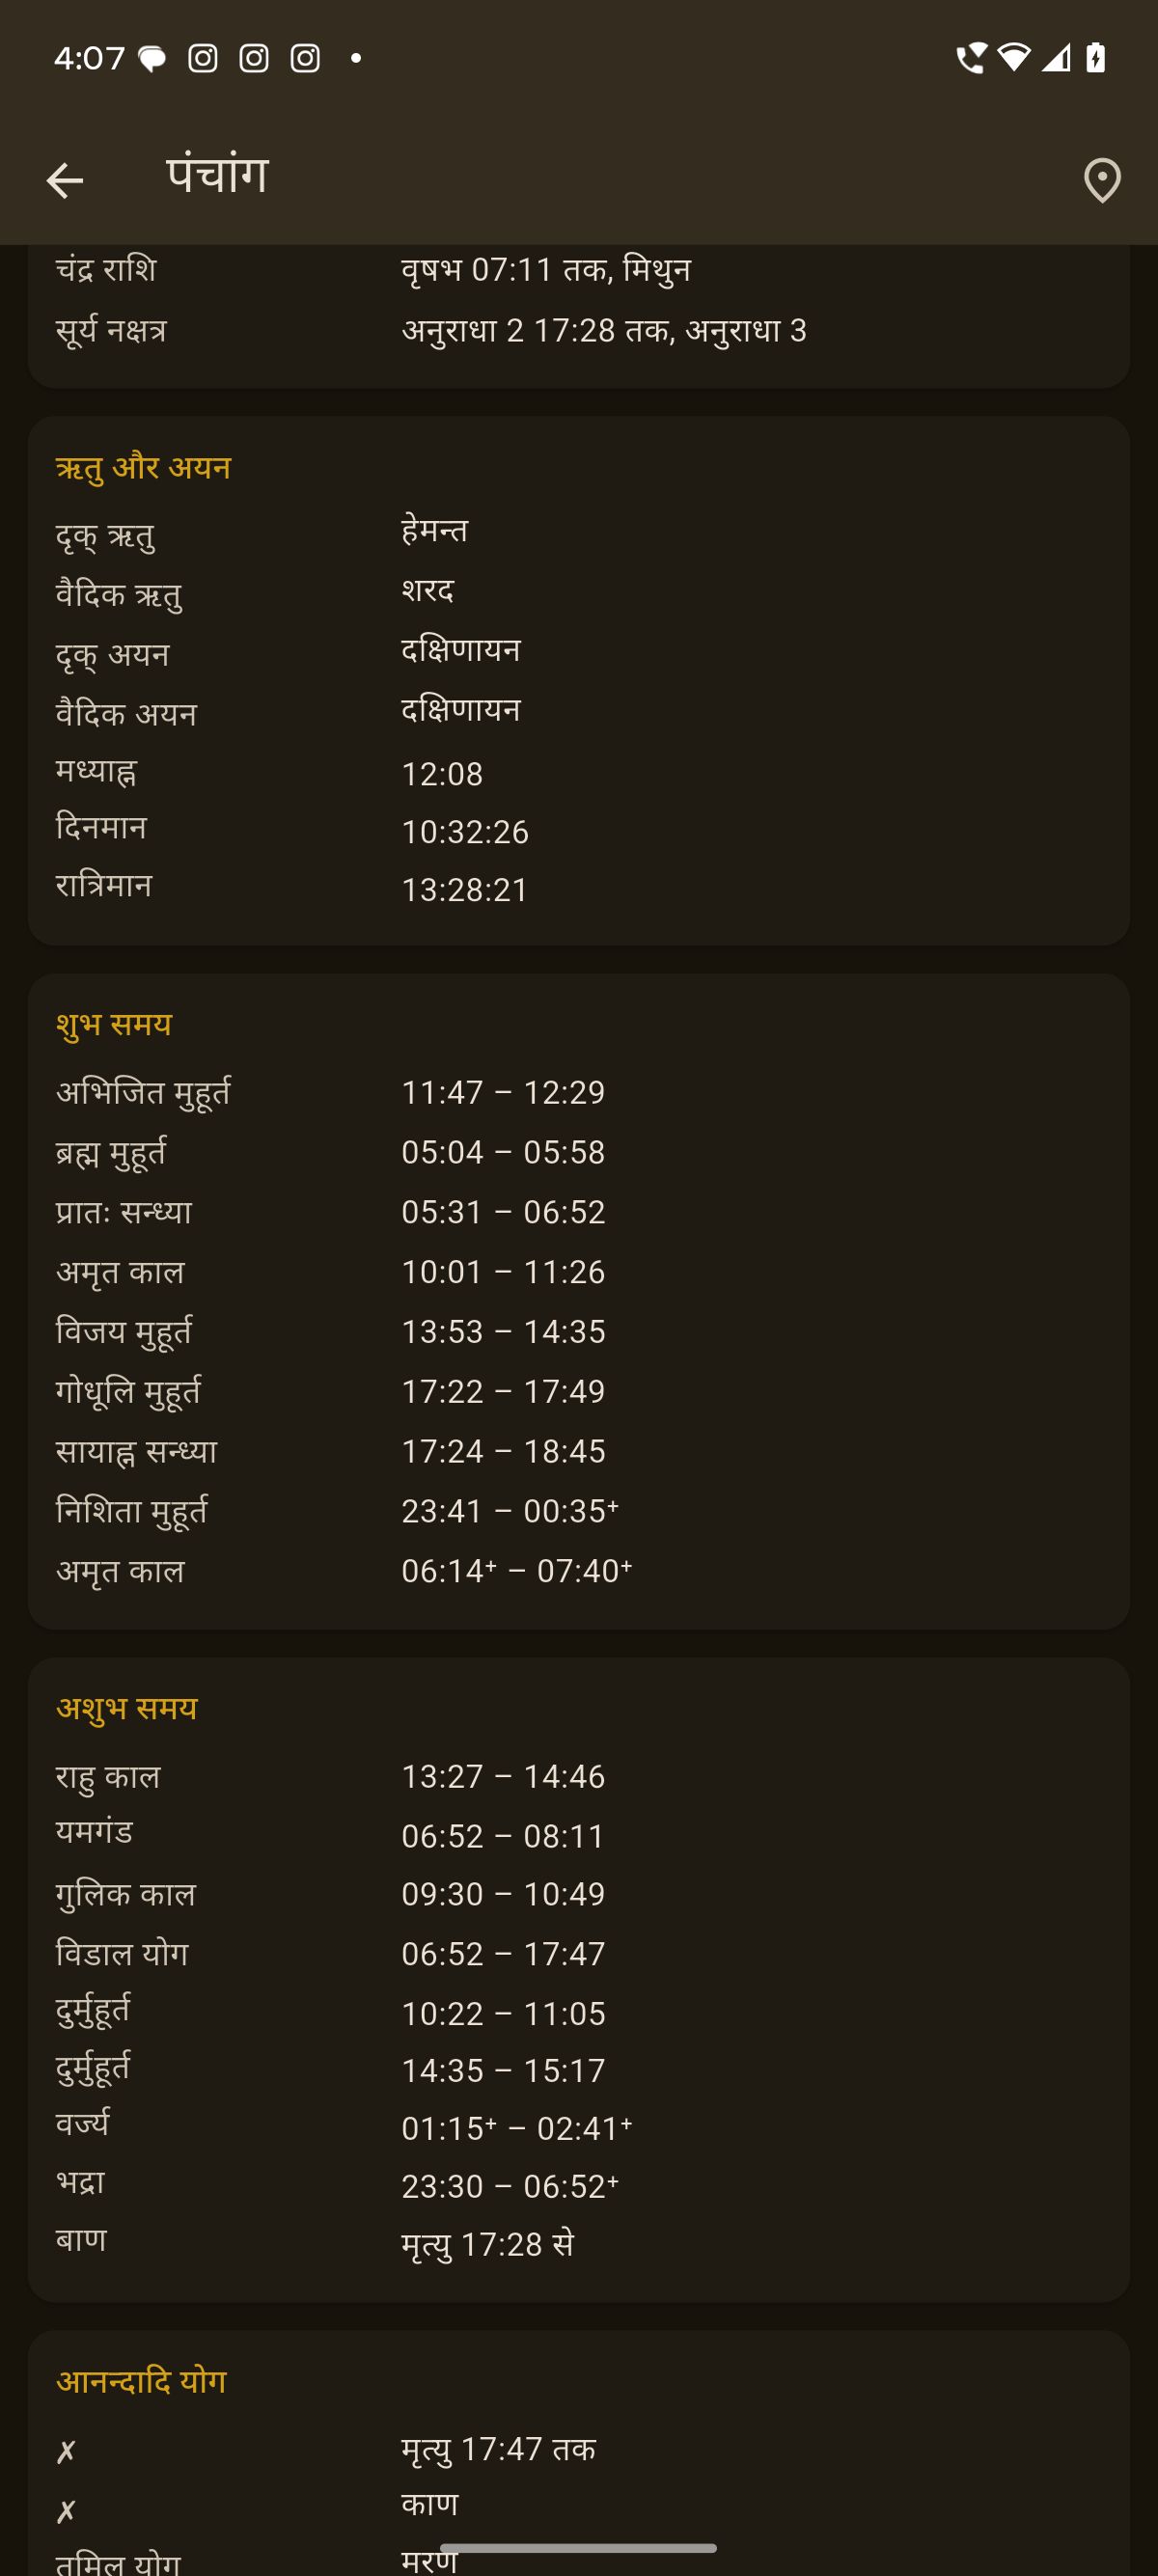 4:07
पंचांग
चंद्र राशि वृषभ 07:11 तक, मिथुन
सूर्य नक्षत्र अनुराधा 2 17:28 तक, अनुराधा 3
ऋतु और अयन
दृक् ऋतु हेमन्त
वैदिक ऋतु शरद
दृक् अयन दक्षिणायन
वैदिक अयन दक्षिणायन
मध्याह्न 12:08
दिनमान 10:32:26
रात्रिमान 13:28:21
शुभ समय
अभिजित मुहूर्त 11:47 – 12:29
ब्रह्म मुहूर्त 05:04 – 05:58
प्रातः सन्ध्या 05:31 – 06:52
अमृत काल 10:01 – 11:26
विजय मुहूर्त 13:53 – 14:35
गोधूलि मुहूर्त 17:22 – 17:49
सायाह्न सन्ध्या 17:24 – 18:45
निशिता मुहूर्त 23:41 – 00:35⁺
अमृत काल 06:14⁺ – 07:40⁺
अशुभ समय
राहु काल 13:27 – 14:46
यमगंड 06:52 – 08:11
गुलिक काल 09:30 – 10:49
विडाल योग 06:52 – 17:47
दुर्मुहूर्त 10:22 – 11:05
दुर्मुहूर्त 14:35 – 15:17
वर्ज्य 01:15⁺ – 02:41⁺
भद्रा 23:30 – 06:52⁺
बाण मृत्यु 17:28 से
आनन्दादि योग
✗ मृत्यु 17:47 तक
✗ काण
तमिल योग मरण